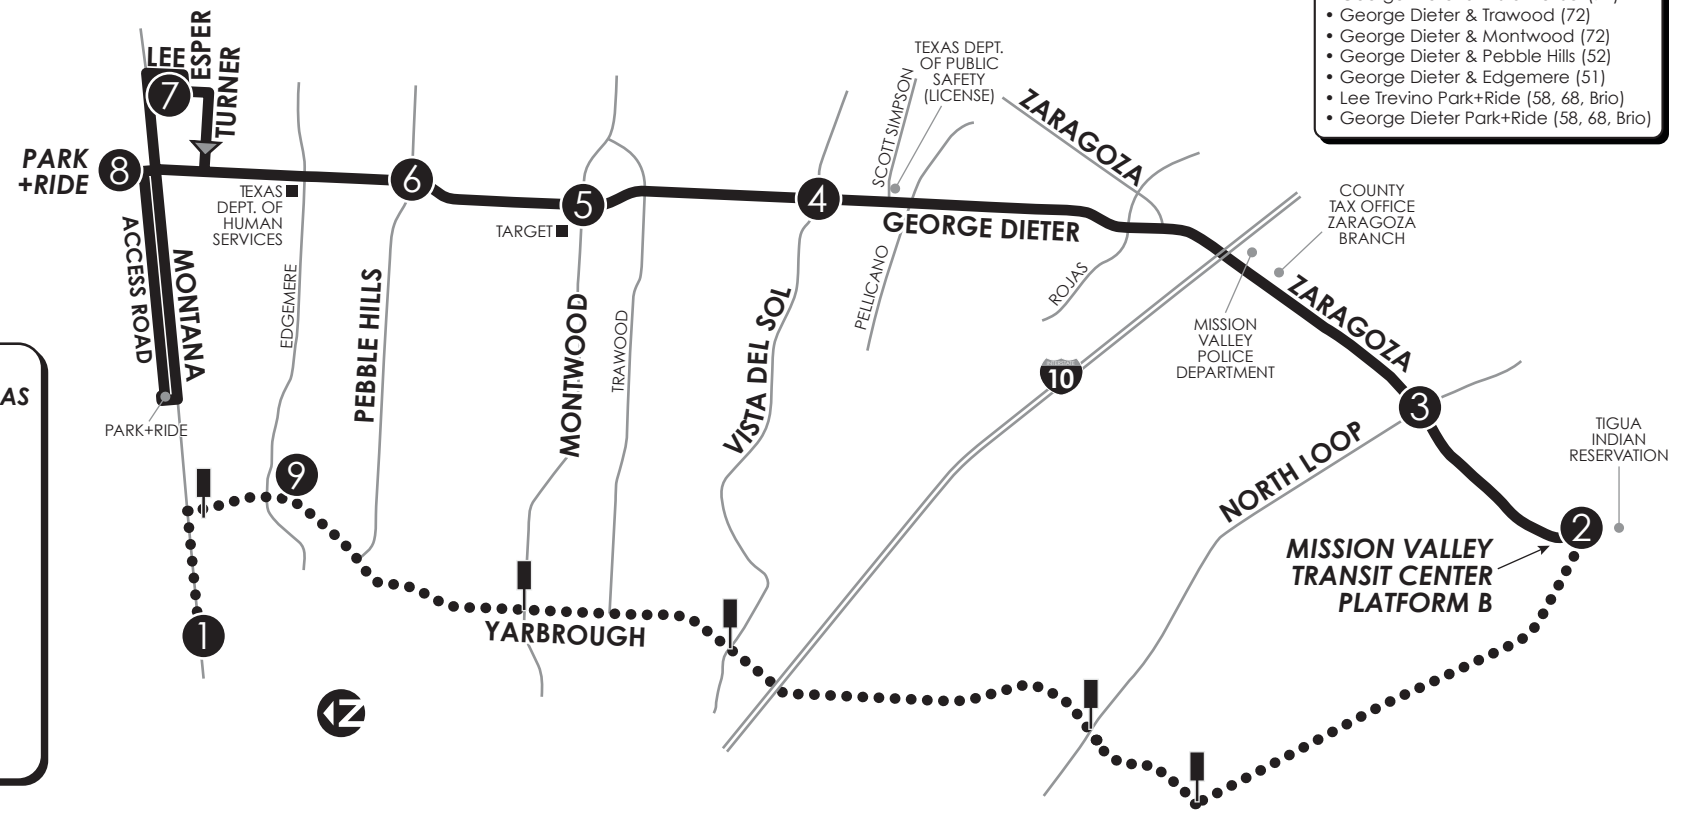 • George Dieter & Trawood (72)
• George Dieter & Montwood (72)
• George Dieter & Pebble Hills (52)
• George Dieter & Edgemere (51)
• Lee Trevino Park+Ride (58, 68, Brio)
• George Dieter Park+Ride (58, 68, Brio)
LEE
ESPER
TURNER
7
PARK
+RIDE
8
6
5
4
TEXAS
DEPT. OF
HUMAN
SERVICES
TARGET
TEXAS DEPT.
OF PUBLIC
SAFETY
(LICENSE)
SCOTT SIMPSON
ZARAGOZA
GEORGE DIETER
COUNTY
TAX OFFICE
ZARAGOZA
BRANCH
ACCESS ROAD
MONTANA
EDGEMERE
PEBBLE HILLS
MONTWOOD
TRAWOOD
VISTA DEL SOL
PELLICANO
ROJAS
MISSION
VALLEY
POLICE
DEPARTMENT
ZARAGOZA
INTERSTATE
10
3
AS
PARK+RIDE
NORTH LOOP
TIGUA
INDIAN
RESERVATION
9
2
MISSION VALLEY
TRANSIT CENTER
PLATFORM B
1
YARBROUGH
N